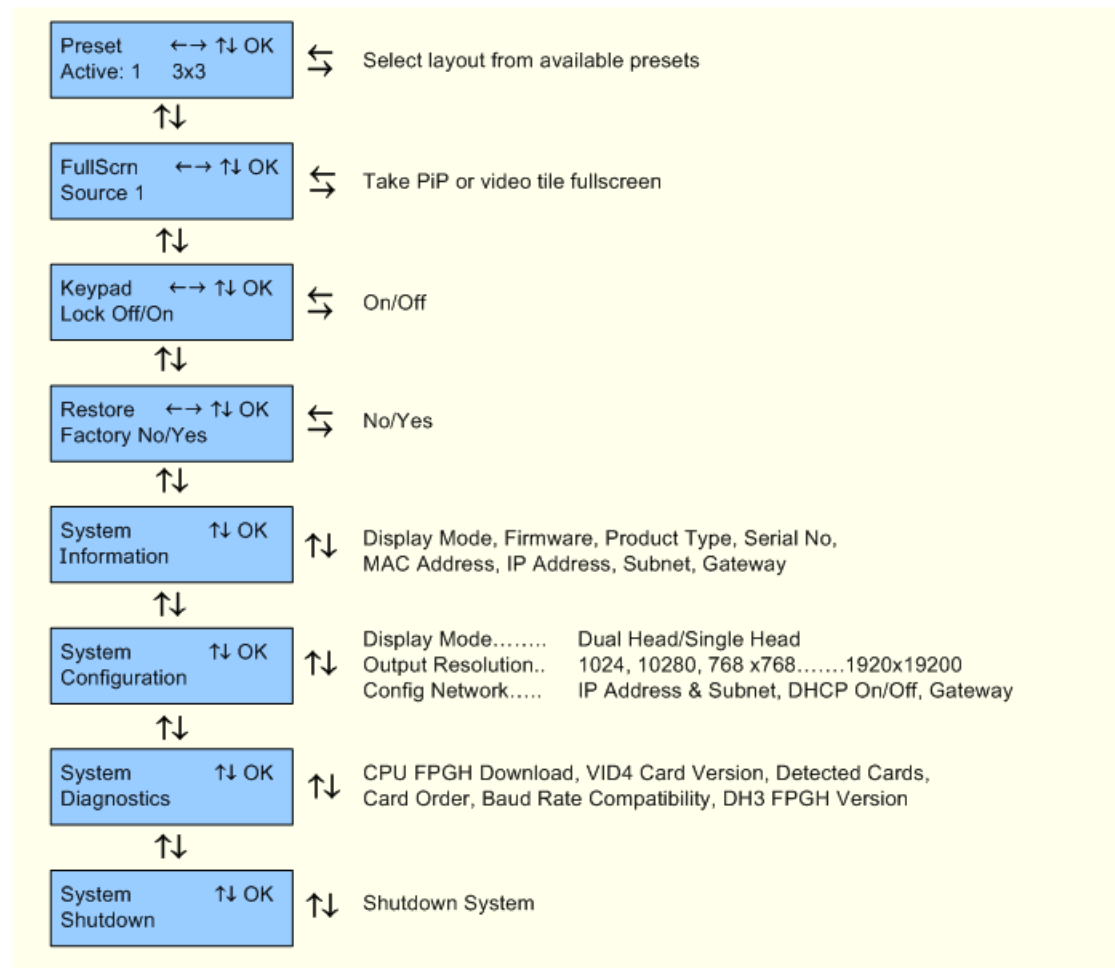 Preset ←→ ↑↓ OK
Active: 1 3x3
Select layout from available presets
FullScrn ←→ ↑↓ OK
Source 1
Take PiP or video tile fullscreen
Keypad ←→ ↑↓ OK
Lock Off/On
On/Off
Restore ←→ ↑↓ OK
Factory No/Yes
No/Yes
System ↑↓ OK
Information
Display Mode, Firmware, Product Type, Serial No,
MAC Address, IP Address, Subnet, Gateway
System ↑↓ OK
Configuration
Display Mode........ Dual Head/Single Head
Output Resolution.. 1024, 10280, 768 x768.......1920x19200
Config Network..... IP Address & Subnet, DHCP On/Off, Gateway
System ↑↓ OK
Diagnostics
CPU FPGH Download, VID4 Card Version, Detected Cards,
Card Order, Baud Rate Compatibility, DH3 FPGH Version
System ↑↓ OK
Shutdown
Shutdown System